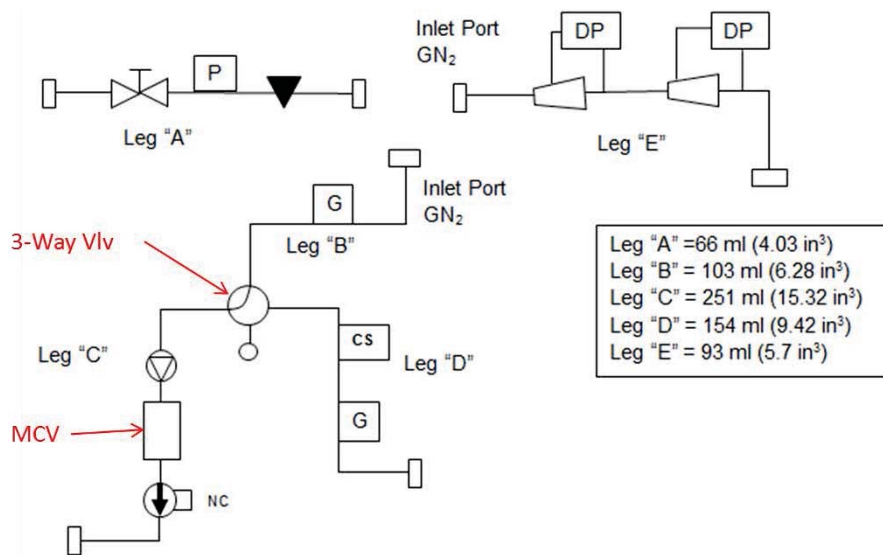 P
Leg “A”
Inlet Port
GN₂
DP
DP
Leg “E”
Inlet Port
GN₂
G
Leg “B”
3-Way Vlv
Leg “C”
MCV
NC
CS
Leg “D”
G
Leg “A” =66 ml (4.03 in³)
Leg “B” = 103 ml (6.28 in³)
Leg “C” = 251 ml (15.32 in³)
Leg “D” = 154 ml (9.42 in³)
Leg “E” = 93 ml (5.7 in³)